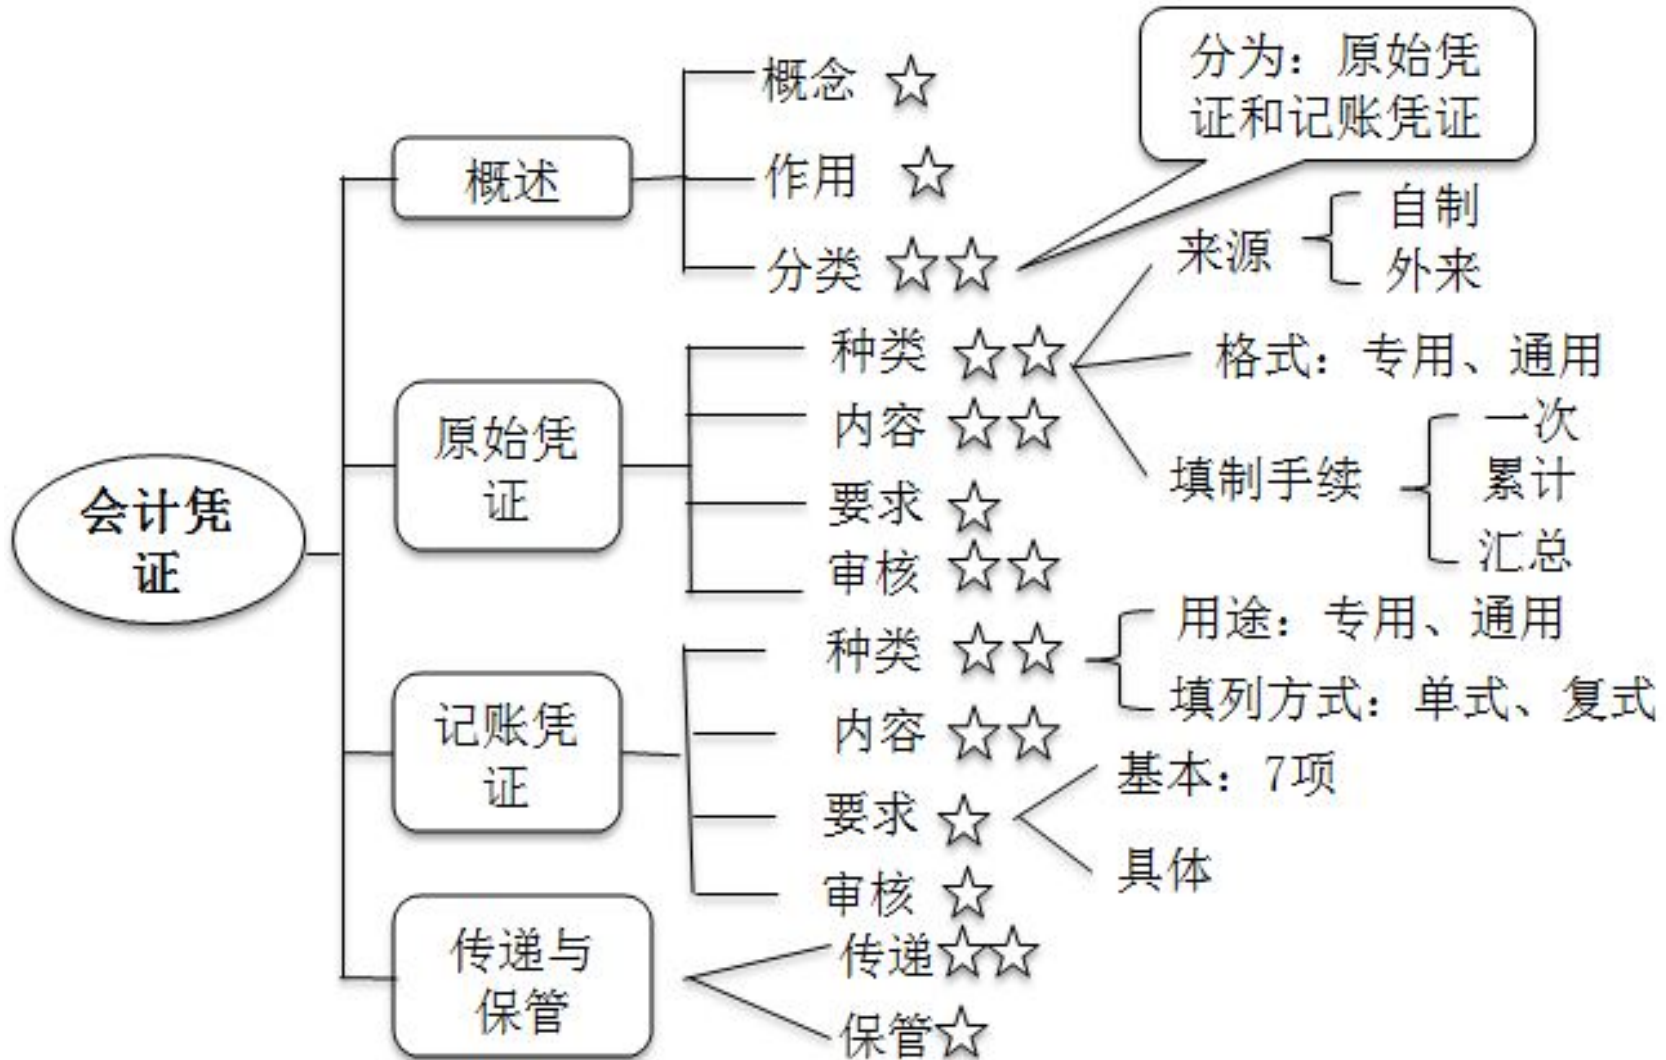 会计凭
证
概述
概念 ☆
作用 ☆
分类 ☆☆
分为：原始凭
证和记账凭证
原始凭
证
种类 ☆☆
来源
自制
外来
格式：专用、通用
填制手续
一次
累计
汇总
内容 ☆☆
要求 ☆
审核 ☆☆
记账凭
证
种类 ☆☆
用途：专用、通用
填列方式：单式、复式
内容 ☆☆
要求 ☆
基本：7项
具体
审核 ☆
传递与
保管
传递☆☆
保管☆